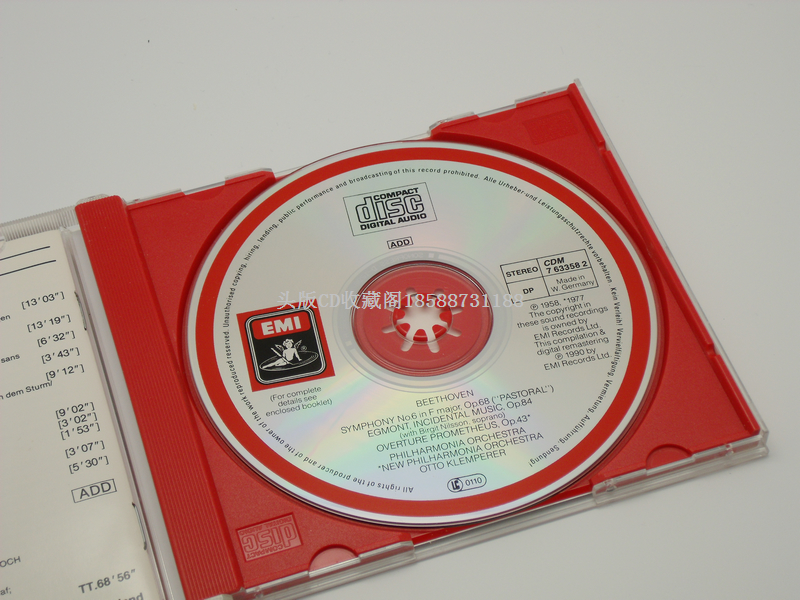 All rights of the producer and of the owner of the work reproduced reserved. Unauthorised copying, hiring, lending, public performance and broadcasting of this record prohibited. Alle Urheber- und Leistungsschutzrechte vorbehalten. Kein Verleih! Vervielfältigung, Vermietung, Aufführung, Sendung!
COMPACT
disc
DIGITAL AUDIO
ADD
STEREO
CDM
7 63358 2
DP
Made in
W. Germany
头版CD收藏阁18588731188
℗ 1958, *1977
The copyright in
these sound recordings
is owned by
EMI Records Ltd.
This compilation &
digital remastering
℗ 1990 by
EMI Records Ltd.
EMI
(For complete
details see
enclosed booklet)
BEETHOVEN
SYMPHONY No.6 in F major, Op.68 ("PASTORAL")
EGMONT, INCIDENTAL MUSIC, Op.84
(with Birgit Nilsson, soprano)
OVERTURE PROMETHEUS, Op.43*
PHILHARMONIA ORCHESTRA
*NEW PHILHARMONIA ORCHESTRA
OTTO KLEMPERER
LC 0110
[13'03"]
[13'19"]
[6'32"]
sans [3'43"]
[9'12"]
dem Sturm/
[9'02"]
[3'02"]
[1'53"]
[3'07"]
[5'30"]
ADD
OCH
TT.68'56"
COMPACT
disc